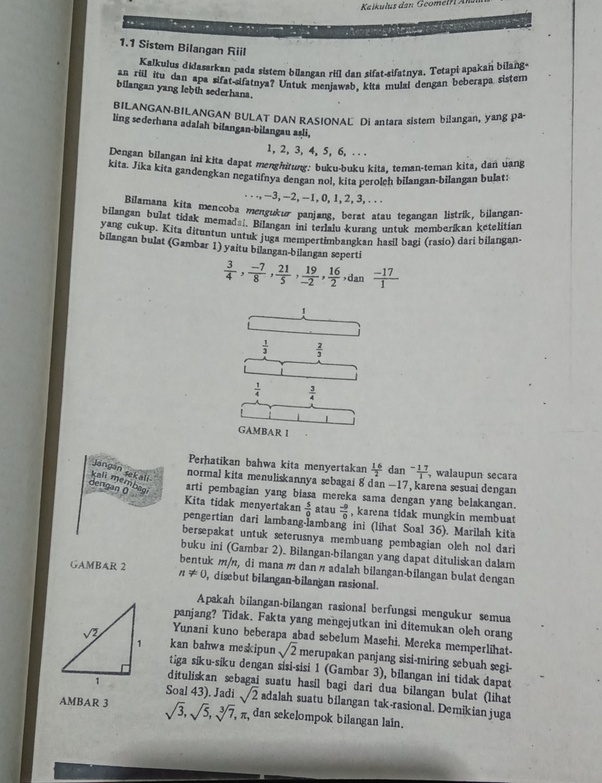 Kalkulus dan Geometri
1.1 Sistem Bilangan Riil
Kalkulus didasarkan pada sistem bilangan riil dan sifat-sifatnya. Tetapi apakah bilang-
an riil itu dan apa sifat-sifatnya? Untuk menjawab, kita mulai dengan beberapa sistem
bilangan yang lebih sederhana.
BILANGAN-BILANGAN BULAT DAN RASIONAL Di antara sistem bilangan, yang pa-
ling sederhana adalah bilangan-bilangan asli,
1, 2, 3, 4, 5, 6, . . .
Dengan bilangan ini kita dapat menghitung: buku-buku kita, teman-teman kita, dan uang
kita. Jika kita gandengkan negatifnya dengan nol, kita peroleh bilangan-bilangan bulat:
. . ., −3, −2, −1, 0, 1, 2, 3, . . .
Bilamana kita mencoba mengukur panjang, berat atau tegangan listrik, bilangan-
bilangan bulat tidak memadai. Bilangan ini terlalu kurang untuk memberikan ketelitian
yang cukup. Kita dituntun untuk juga mempertimbangkan hasil bagi (rasio) dari bilangan-
bilangan bulat (Gambar 1) yaitu bilangan-bilangan seperti
3/4, −7/8, 21/5, 19/−2, 16/2, dan −17/1
1
1/3 2/3
1/4 3/4
GAMBAR 1
Jangan sekali-
kali membagi
dengan 0
GAMBAR 2
Perhatikan bahwa kita menyertakan 16/2 dan −17/1, walaupun secara
normal kita menuliskannya sebagai 8 dan −17, karena sesuai dengan
arti pembagian yang biasa mereka sama dengan yang belakangan.
Kita tidak menyertakan 5/0 atau −9/0, karena tidak mungkin membuat
pengertian dari lambang-lambang ini (lihat Soal 36). Marilah kita
bersepakat untuk seterusnya membuang pembagian oleh nol dari
buku ini (Gambar 2). Bilangan-bilangan yang dapat dituliskan dalam
bentuk m/n, di mana m dan n adalah bilangan-bilangan bulat dengan
n ≠ 0, disebut bilangan-bilangan rasional.
Apakah bilangan-bilangan rasional berfungsi mengukur semua
panjang? Tidak. Fakta yang mengejutkan ini ditemukan oleh orang
Yunani kuno beberapa abad sebelum Masehi. Mereka memperlihat-
kan bahwa meskipun √2 merupakan panjang sisi-miring sebuah segi-
tiga siku-siku dengan sisi-sisi 1 (Gambar 3), bilangan ini tidak dapat
dituliskan sebagai suatu hasil bagi dari dua bilangan bulat (lihat
Soal 43). Jadi √2 adalah suatu bilangan tak-rasional. Demikian juga
√3, √5, ∛7, π, dan sekelompok bilangan lain.
√2
1
1
AMBAR 3